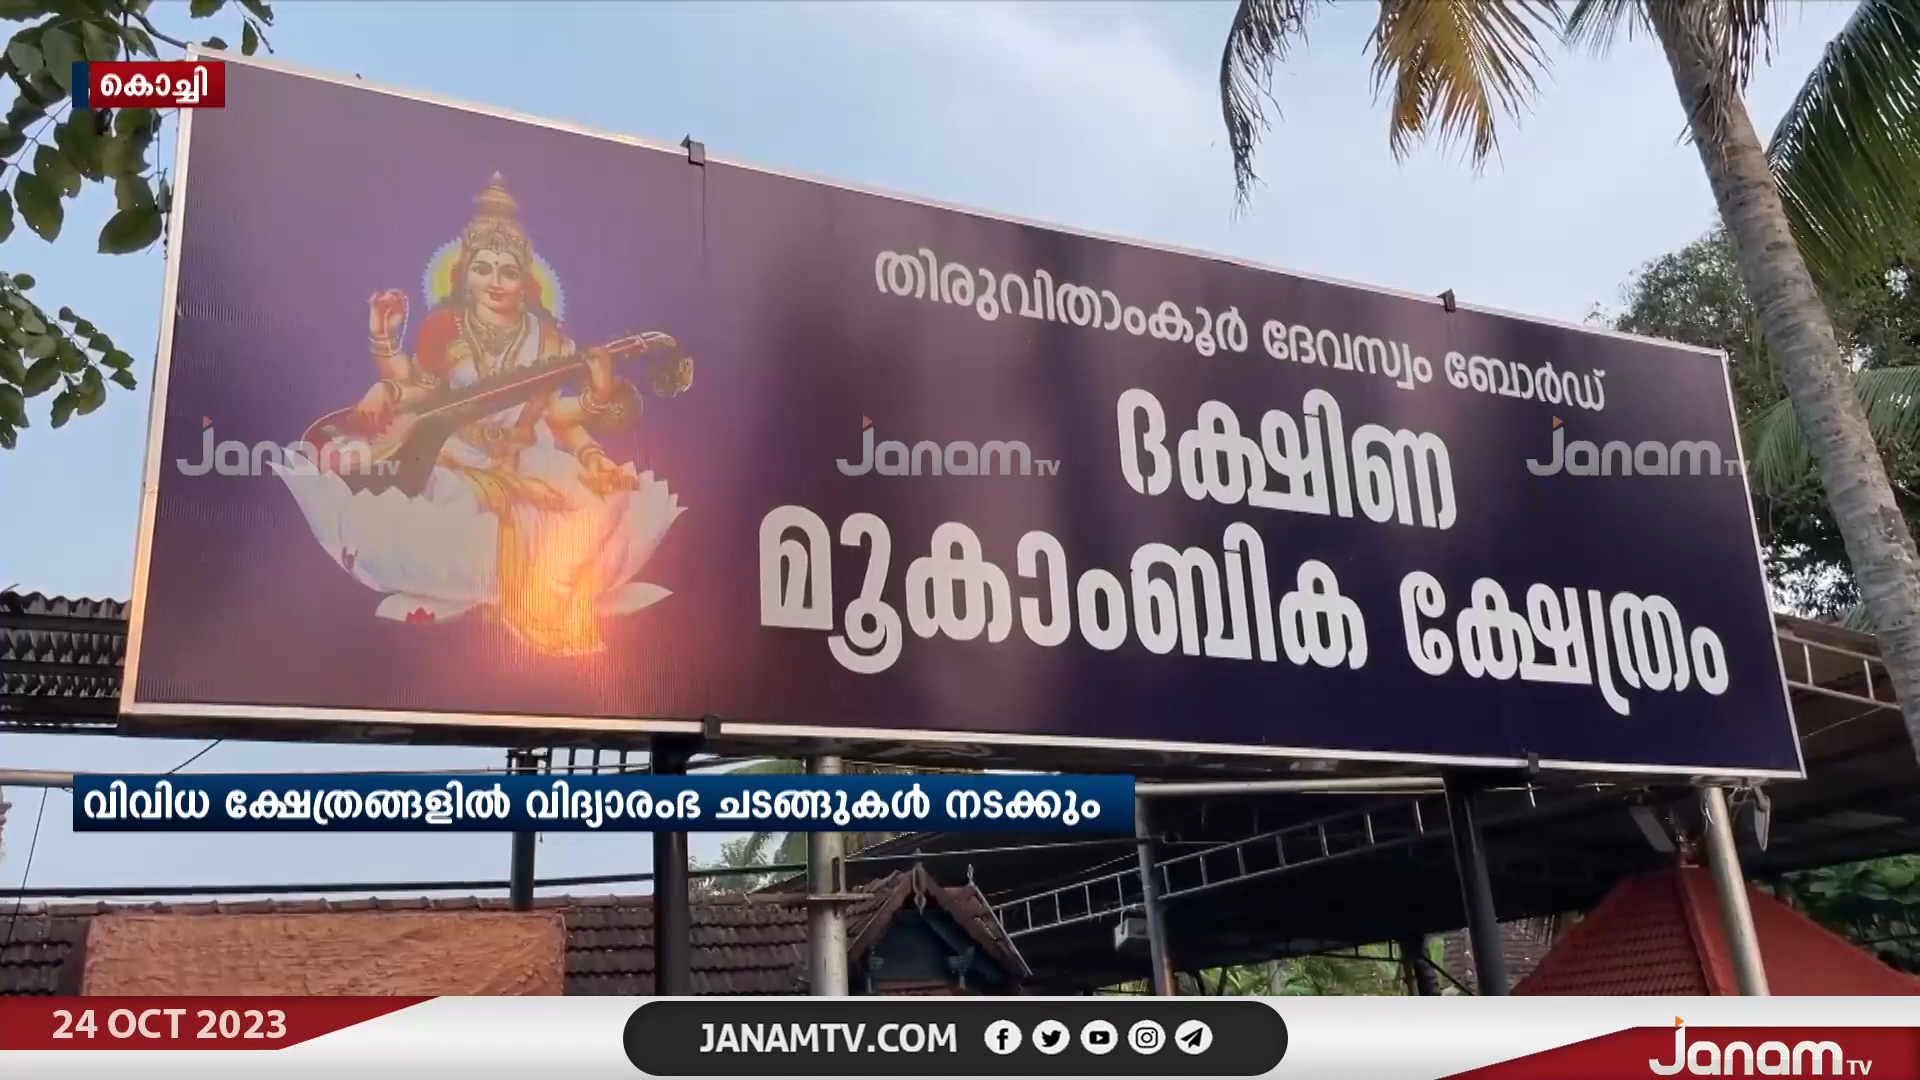 കൊച്ചി
തിരുവിതാംകൂർ ദേവസ്വം ബോർഡ്
ദക്ഷിണ
മൂകാംബിക ക്ഷേത്രം
Janam TV
Janam TV
Janam TV
വിവിധ ക്ഷേത്രങ്ങളിൽ വിദ്യാരംഭ ചടങ്ങുകൾ നടക്കും
24 OCT 2023
JANAMTV.COM
Janam TV